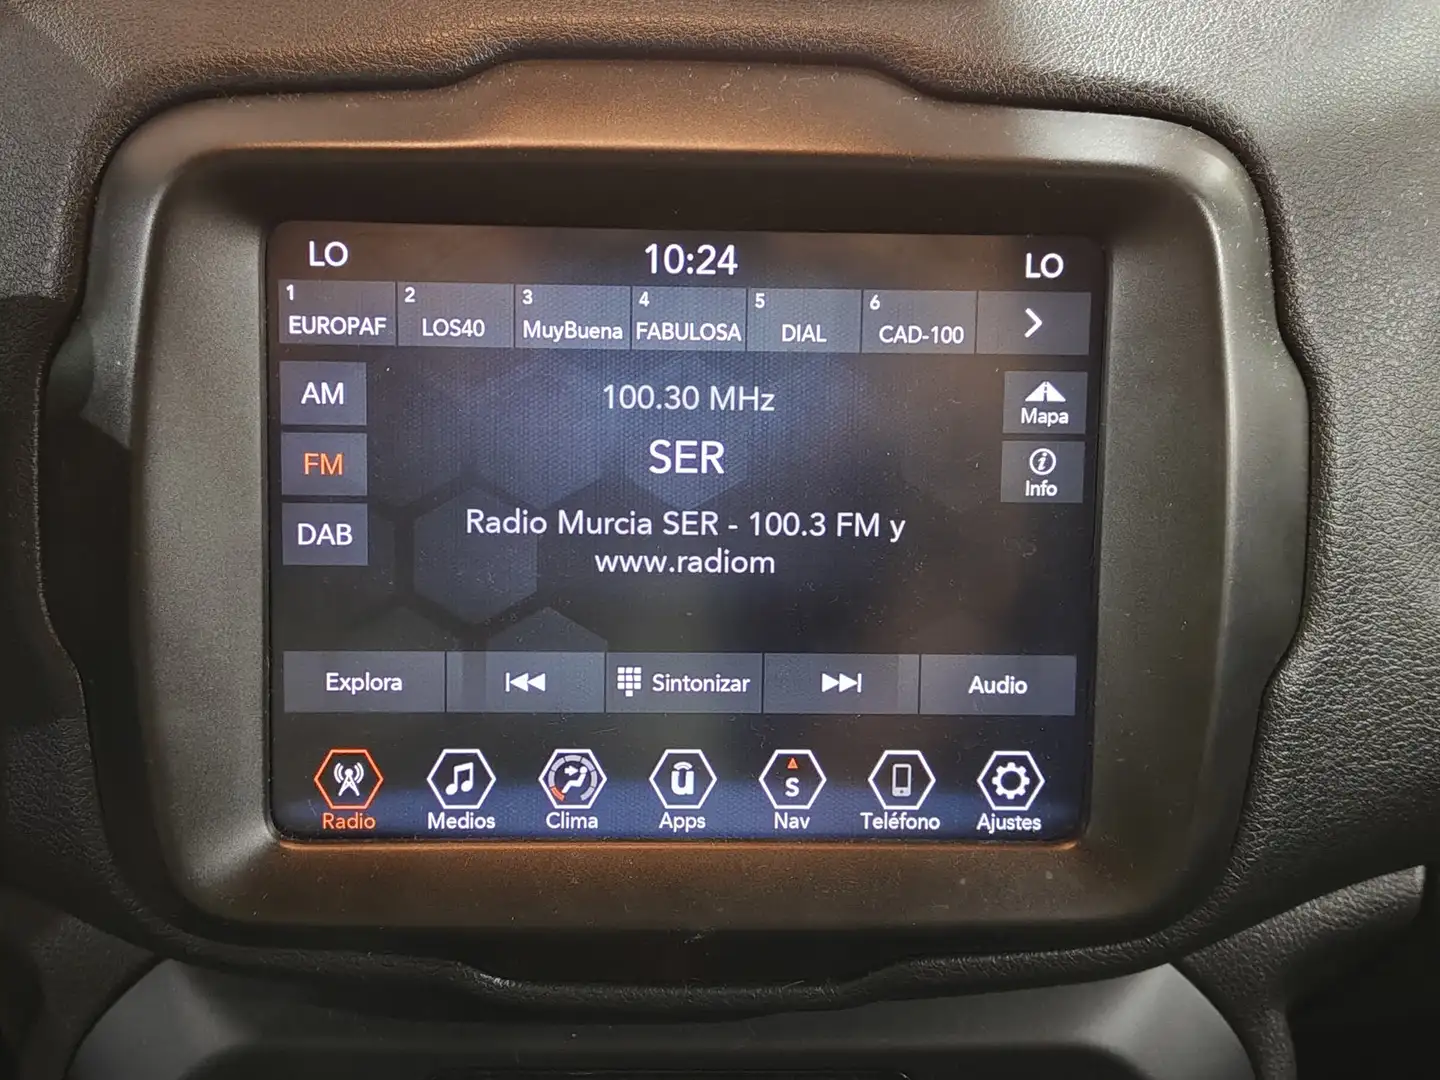 LO 10:24 LO
1 2 3 4 5 6
EUROPAF LOS40 MuyBuena FABULOSA DIAL CAD-100
AM
100.30 MHz
Mapa
FM
SER
Info
DAB
Radio Murcia SER - 100.3 FM y
www.radiom
Explora Sintonizar Audio
S
Radio Medios Clima Apps Nav Teléfono Ajustes